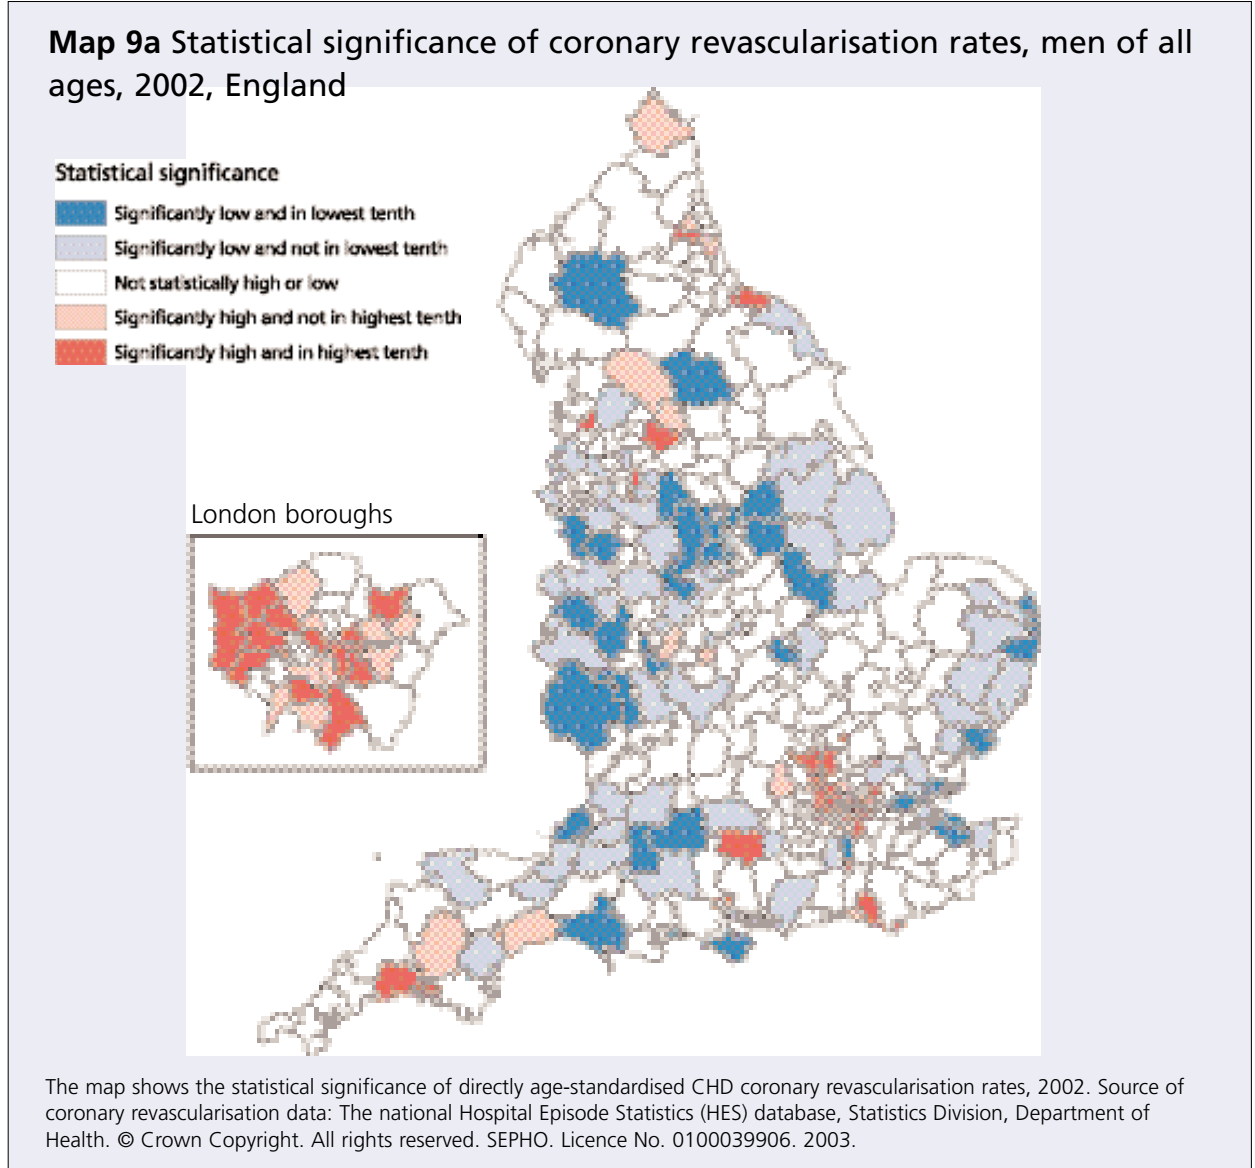 Map 9a Statistical significance of coronary revascularisation rates, men of all
ages, 2002, England
Statistical significance
Significantly low and in lowest tenth
Significantly low and not in lowest tenth
Not statistically high or low
Significantly high and not in highest tenth
Significantly high and in highest tenth
London boroughs
The map shows the statistical significance of directly age-standardised CHD coronary revascularisation rates, 2002. Source of
coronary revascularisation data: The national Hospital Episode Statistics (HES) database, Statistics Division, Department of
Health. © Crown Copyright. All rights reserved. SEPHO. Licence No. 0100039906. 2003.